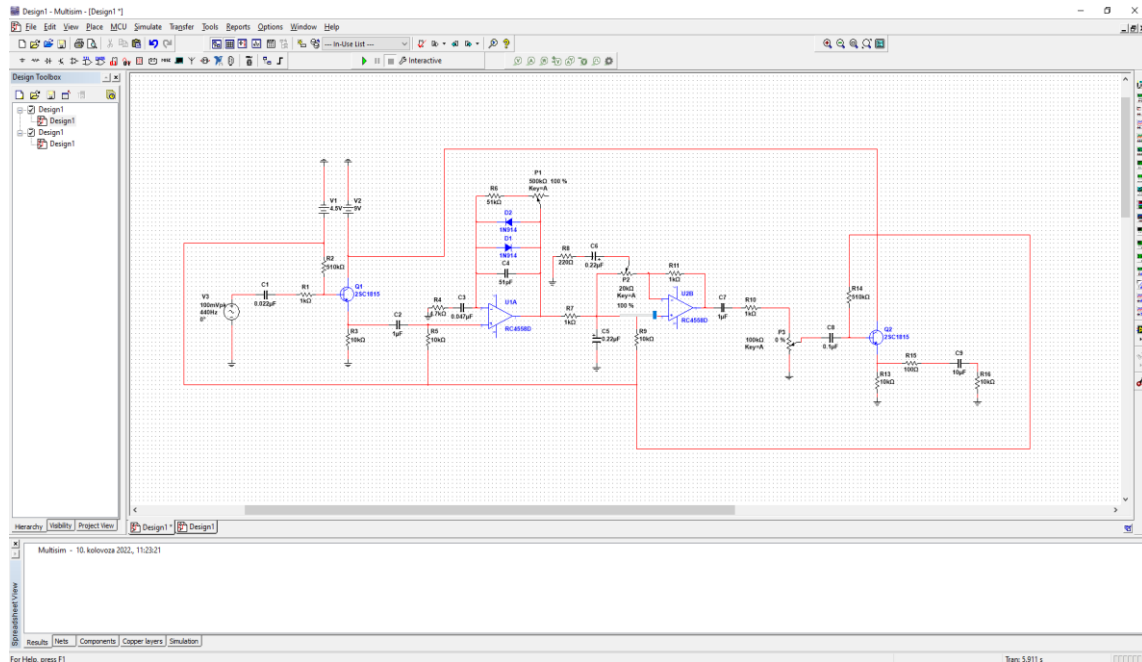 Design1 - Multisim - [Design1 *]
File Edit View Place MCU Simulate Transfer Tools Reports Options Window Help
--- In-Use List ---
Interactive
Design Toolbox
Design1
Design1
Design1
Design1
P1
500kΩ 100 %
Key=A
R6
51kΩ
V1
4.5V
V2
9V
D2
1N914
D1
1N914
C4
51pF
R2
510kΩ
R8
220Ω
C6
0.22µF
R11
1kΩ
P2
20kΩ
Key=A
100 %
V3
100mVpk
440Hz
0°
C1
0.022µF
R1
1kΩ
Q1
2SC1815
R4
4.7kΩ
C3
0.047µF
U1A
RC4558D
R7
1kΩ
U2B
RC4558D
C7
1µF
R10
1kΩ
R14
510kΩ
R3
10kΩ
C2
1µF
R5
10kΩ
C5
0.22µF
R9
10kΩ
P3
100kΩ 0 %
Key=A
C8
0.1µF
Q2
2SC1815
R13
10kΩ
R15
100Ω
C9
10µF
R16
10kΩ
Hierarchy Visibility Project View
Design1 * Design1
Multisim - 10. kolovoza 2022., 11:23:21
Spreadsheet View
Results Nets Components Copper layers Simulation
For Help, press F1
Tran: 5.911 s